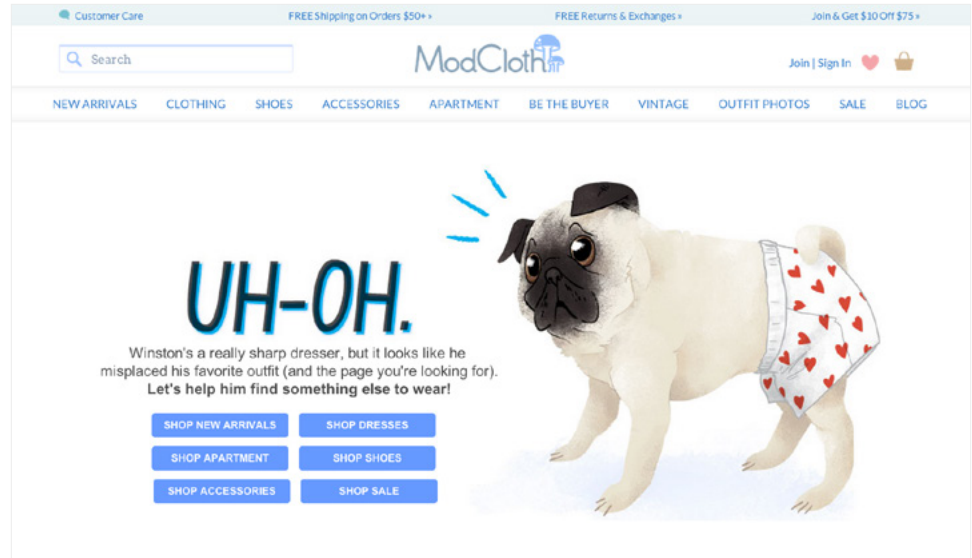 Customer Care
FREE Shipping on Orders $50+ »
FREE Returns & Exchanges »
Join & Get $10 Off $75 »
Search
ModCloth
Join | Sign In
NEW ARRIVALS
CLOTHING
SHOES
ACCESSORIES
APARTMENT
BE THE BUYER
VINTAGE
OUTFIT PHOTOS
SALE
BLOG
UH-OH.
Winston's a really sharp dresser, but it looks like he
misplaced his favorite outfit (and the page you're looking for).
Let's help him find something else to wear!
SHOP NEW ARRIVALS
SHOP DRESSES
SHOP APARTMENT
SHOP SHOES
SHOP ACCESSORIES
SHOP SALE